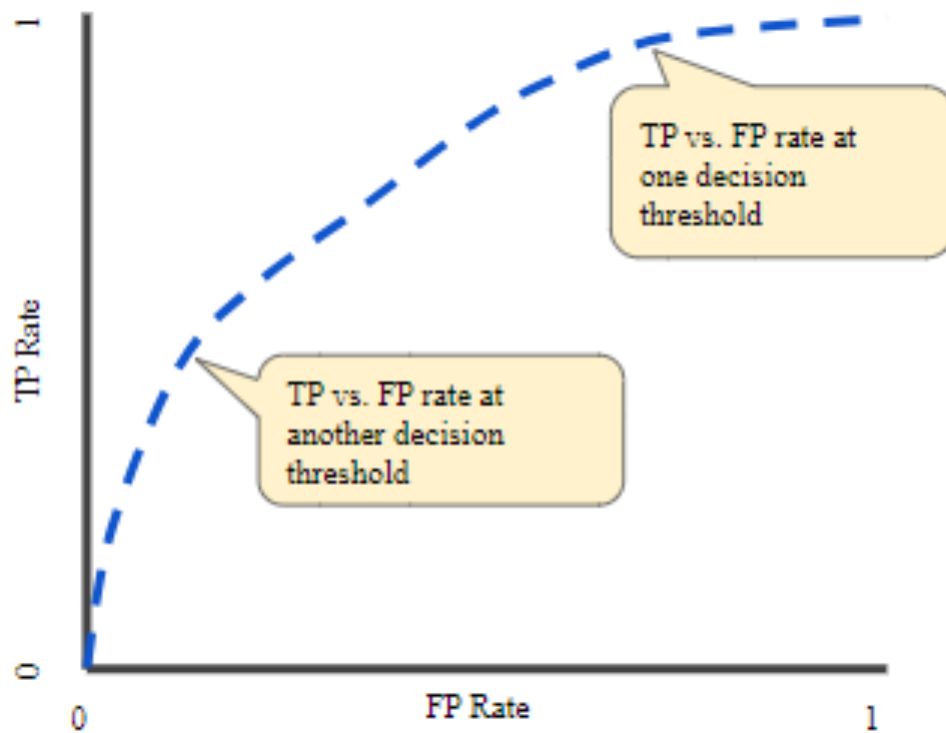 1
TP vs. FP rate at
one decision
threshold
TP Rate
TP vs. FP rate at
another decision
threshold
0
0
FP Rate
1